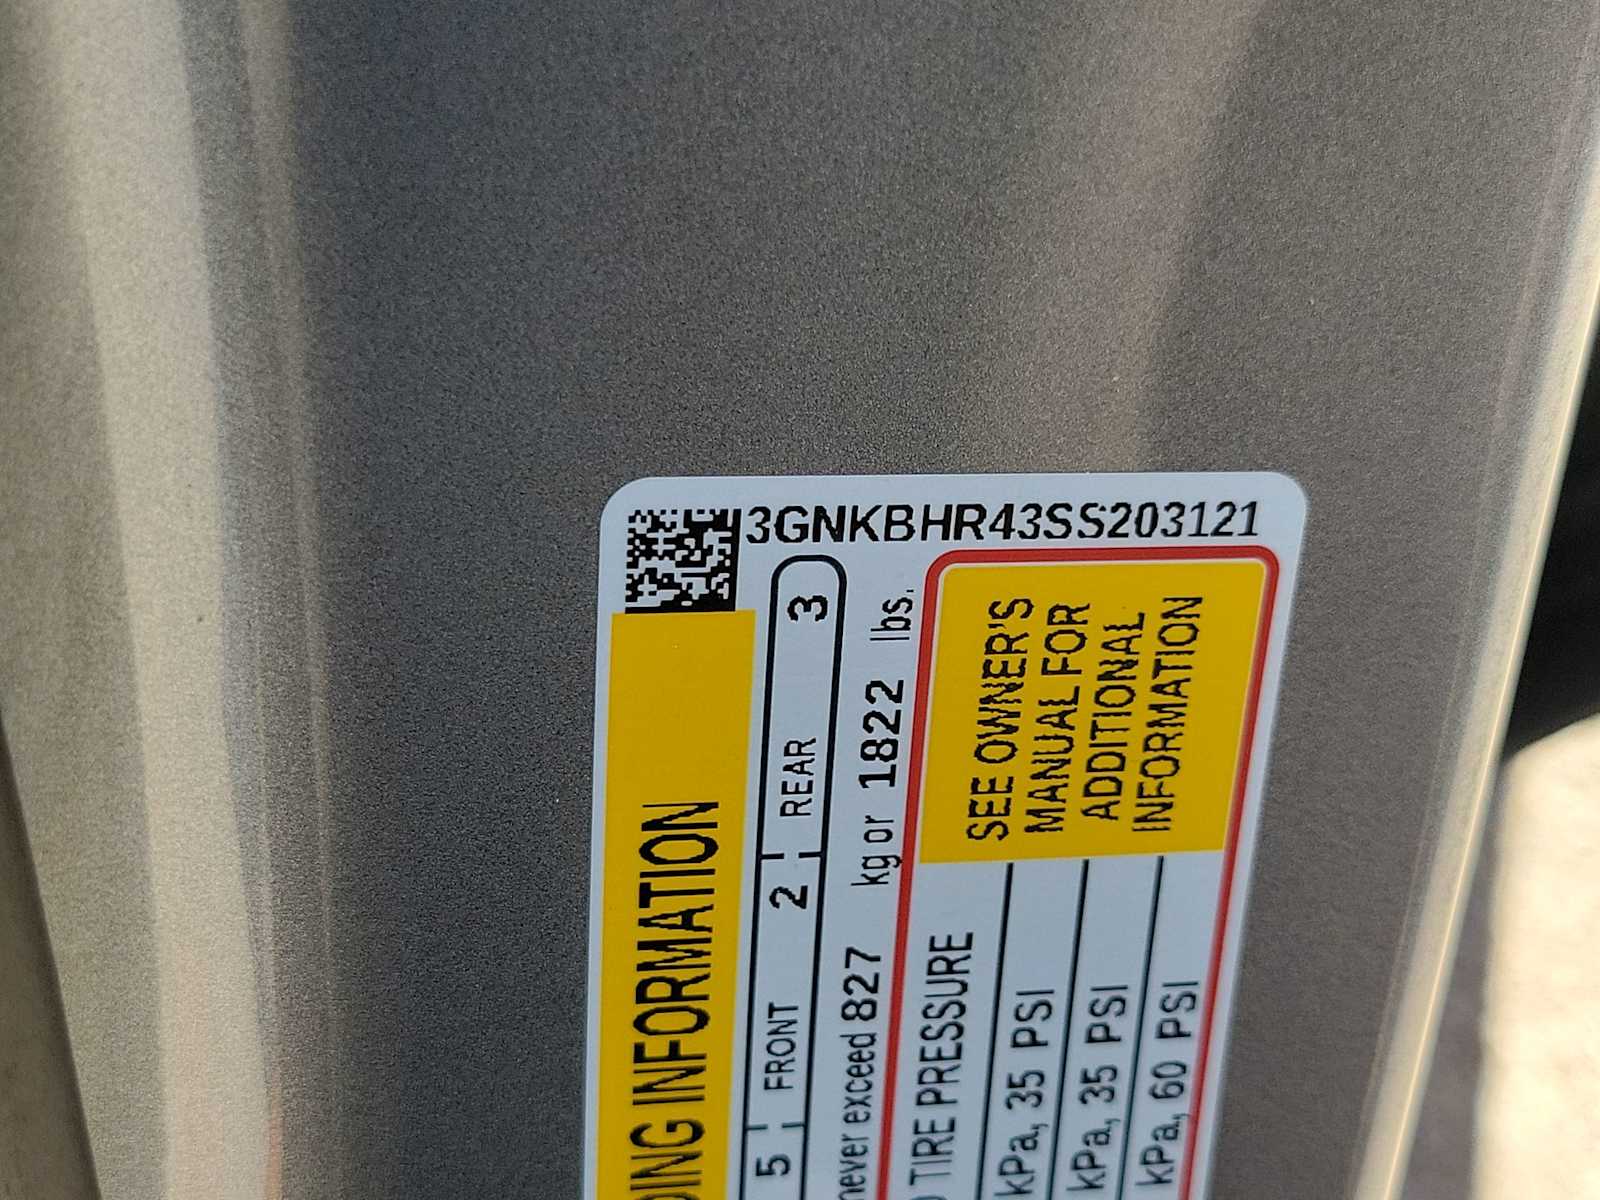 3GNKBHR43SS203121
DING INFORMATION
5 FRONT 2 REAR 3
never exceed 827 kg or 1822 lbs.
TIRE PRESSURE
kPa, 35 PSI
kPa, 35 PSI
kPa, 60 PSI
SEE OWNER'S
MANUAL FOR
ADDITIONAL
INFORMATION